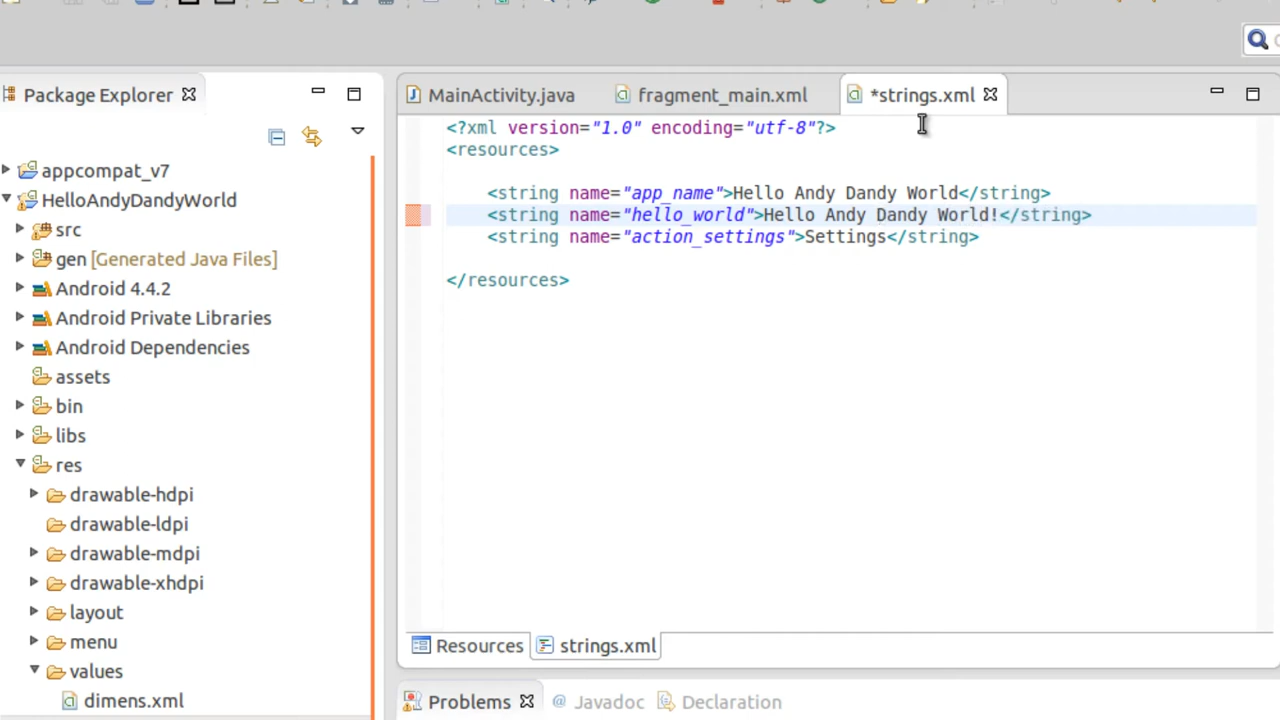 Package Explorer
appcompat_v7
HelloAndyDandyWorld
src
gen [Generated Java Files]
Android 4.4.2
Android Private Libraries
Android Dependencies
assets
bin
libs
res
drawable-hdpi
drawable-ldpi
drawable-mdpi
drawable-xhdpi
layout
menu
values
dimens.xml
MainActivity.java fragment_main.xml *strings.xml
<?xml version="1.0" encoding="utf-8"?>
<resources>
<string name="app_name">Hello Andy Dandy World</string>
<string name="hello_world">Hello Andy Dandy World!</string>
<string name="action_settings">Settings</string>
</resources>
Resources strings.xml
Problems @ Javadoc Declaration